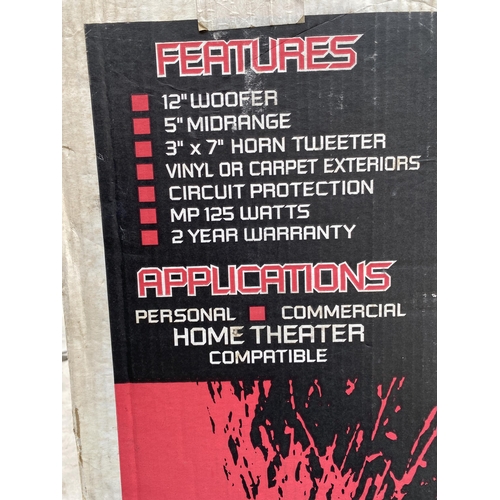 FEATURES
12" WOOFER
5" MIDRANGE
3" x 7" HORN TWEETER
VINYL OR CARPET EXTERIORS
CIRCUIT PROTECTION
MP 125 WATTS
2 YEAR WARRANTY
APPLICATIONS
PERSONAL ■ COMMERCIAL
HOME THEATER
COMPATIBLE